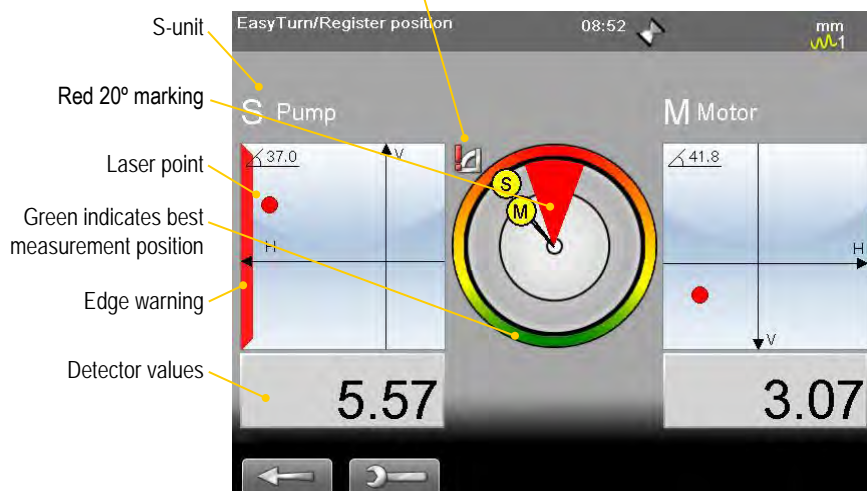 S-unit
Red 20º marking
Laser point
Green indicates best
measurement position
Edge warning
Detector values
EasyTurn/Register position
08:52
mm
1
S Pump
M Motor
37.0
V
H
5.57
S
M
41.8
H
V
3.07